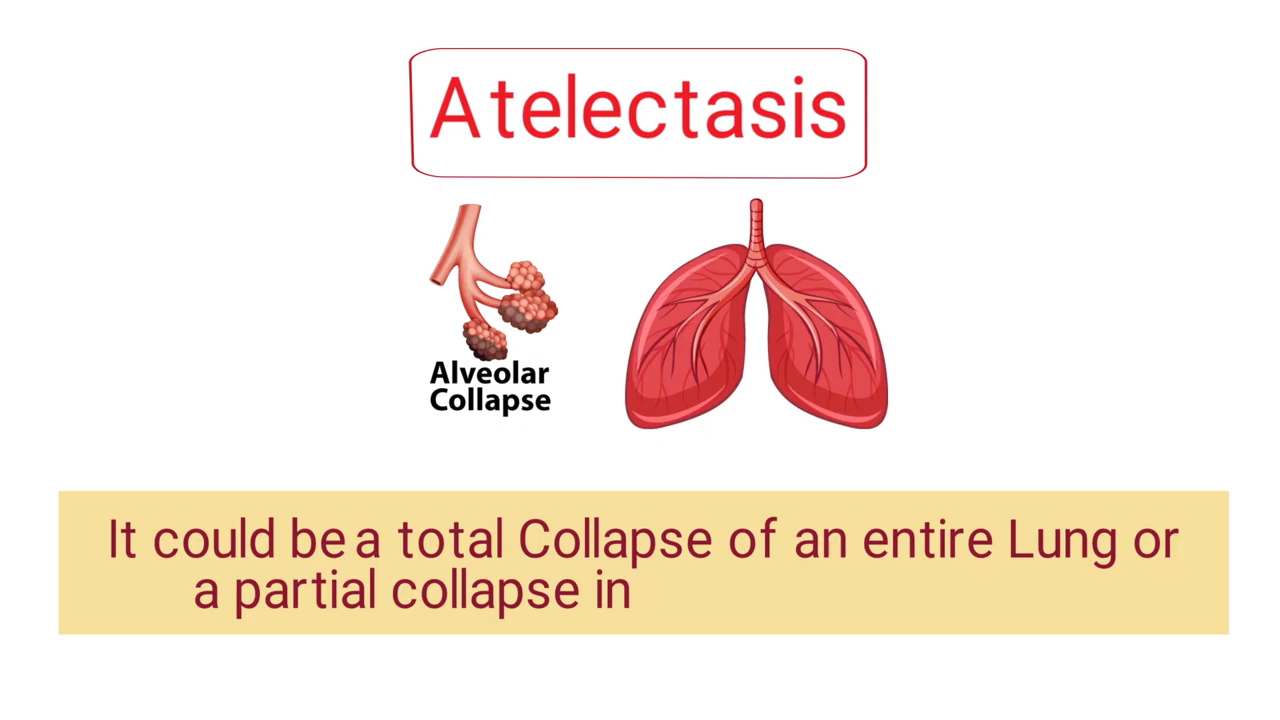 Atelectasis
Alveolar
Collapse
It could be a total Collapse of an entire Lung or
a partial collapse in